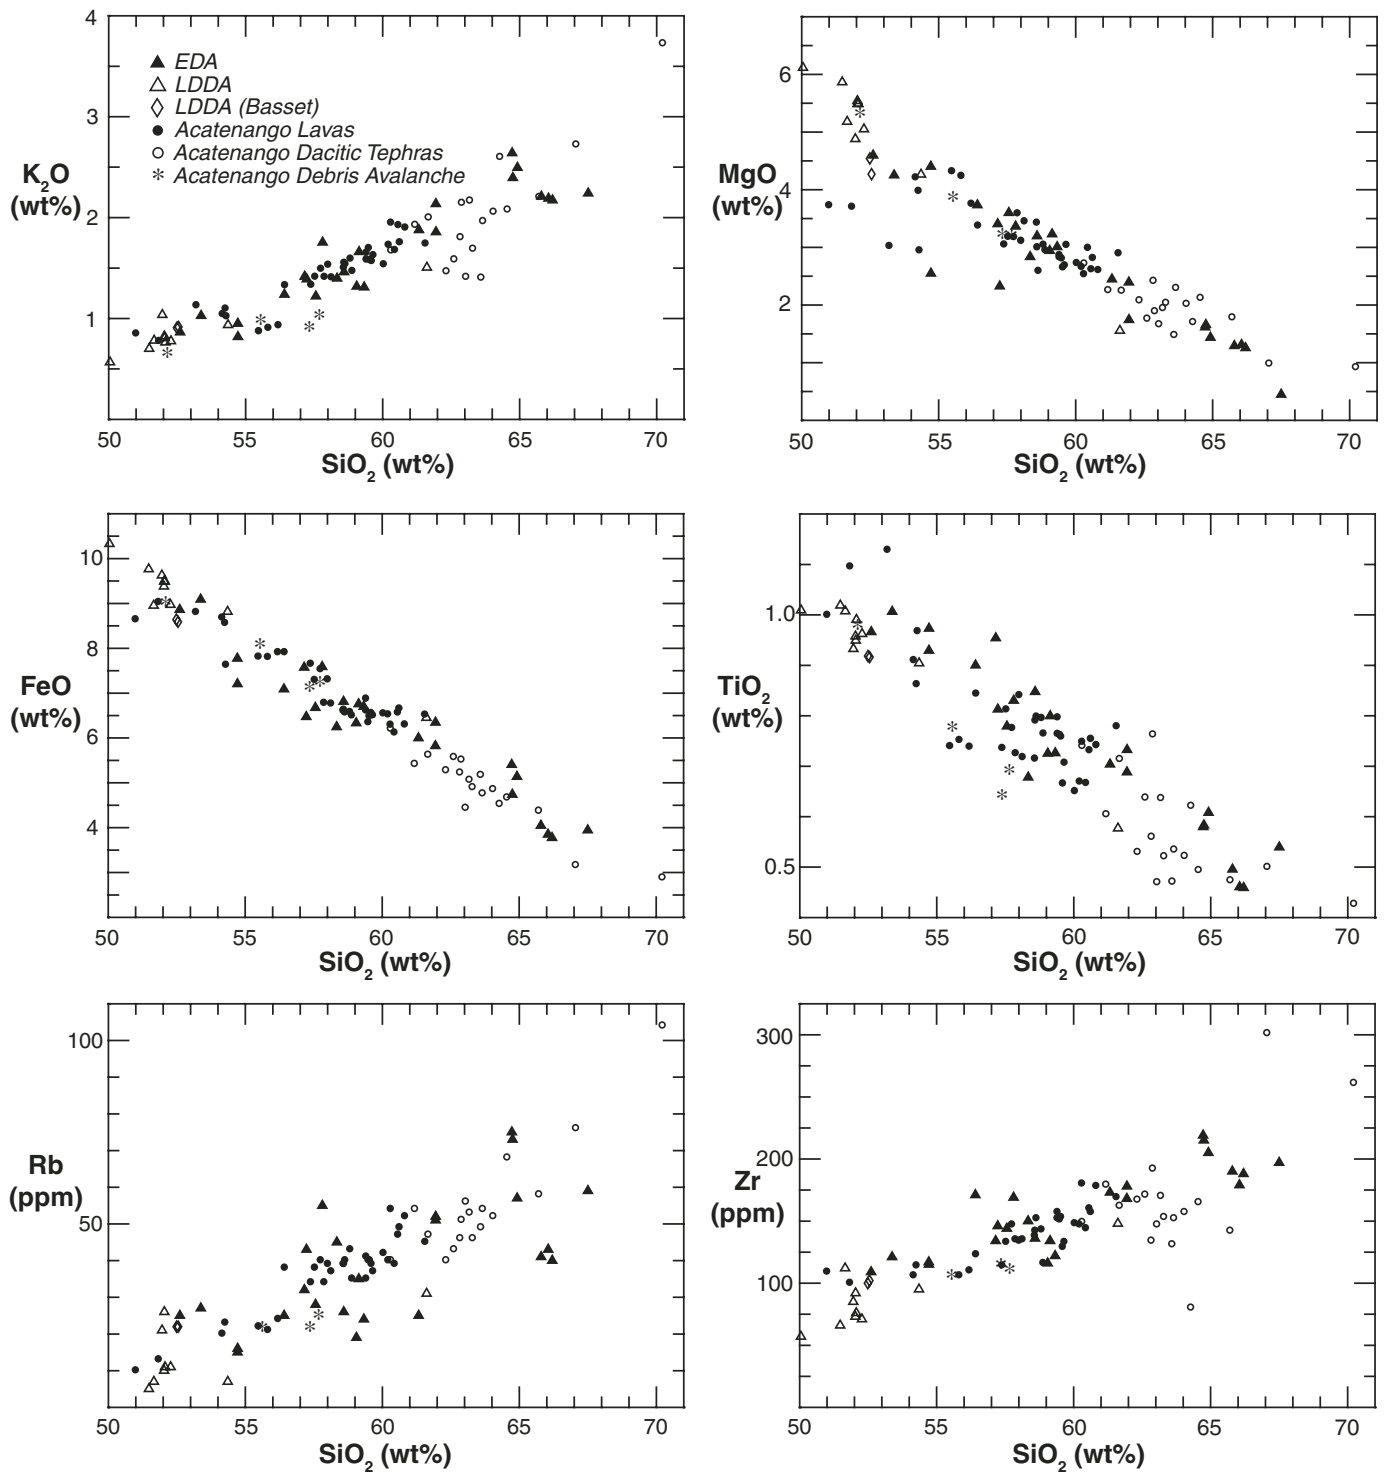 4
3
2
1
K₂O
(wt%)
EDA
LDDA
LDDA (Basset)
Acatenango Lavas
Acatenango Dacitic Tephras
Acatenango Debris Avalanche
50 55 60 65 70
SiO₂ (wt%)
6
4
2
MgO
(wt%)
50 55 60 65 70
SiO₂ (wt%)
10
8
6
4
FeO
(wt%)
50 55 60 65 70
SiO₂ (wt%)
1.0
0.5
TiO₂
(wt%)
50 55 60 65 70
SiO₂ (wt%)
100
50
Rb
(ppm)
50 55 60 65 70
SiO₂ (wt%)
300
200
100
Zr
(ppm)
50 55 60 65 70
SiO₂ (wt%)